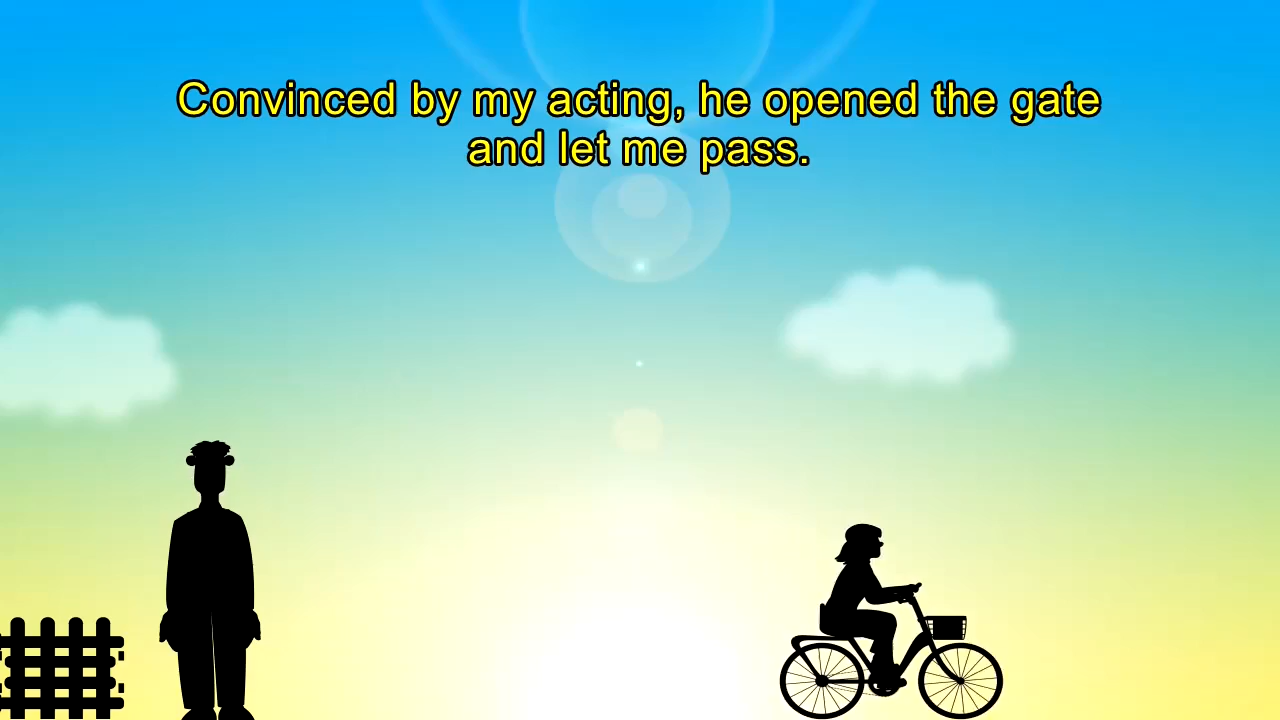 Convinced by my acting, he opened the gate
and let me pass.